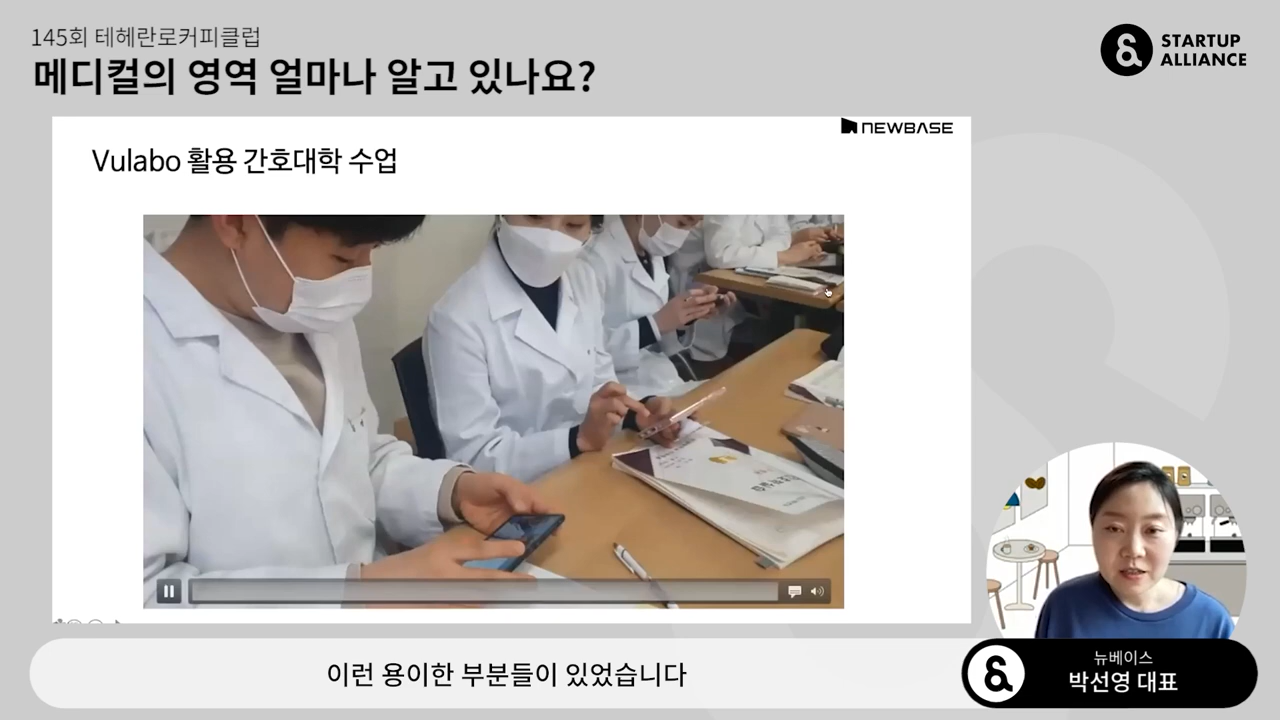 145회 테헤란로커피클럽
메디컬의 영역 얼마나 알고 있나요?
STARTUP
ALLIANCE
NEWBASE
Vulabo 활용 간호대학 수업
이런 용이한 부분들이 있었습니다
뉴베이스
박선영 대표